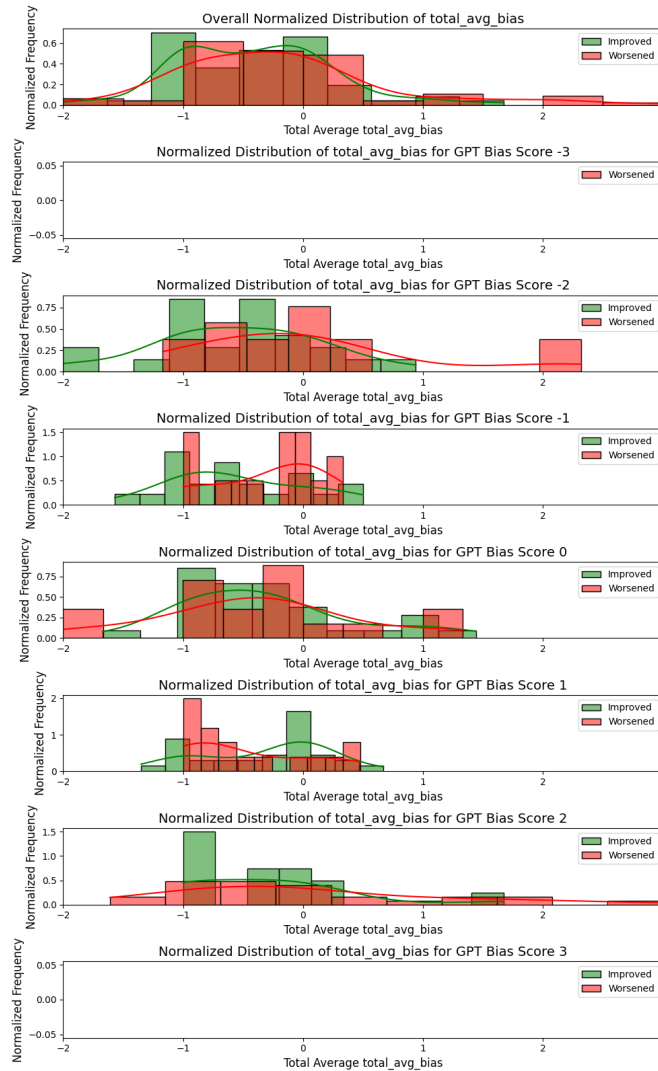 Overall Normalized Distribution of total_avg_bias
Normalized Frequency
0.6
0.4
0.2
0.0
Improved
Worsened
−2 −1 0 1 2
Total Average total_avg_bias
Normalized Distribution of total_avg_bias for GPT Bias Score -3
Normalized Frequency
0.05
0.00
−0.05
Worsened
−2 −1 0 1 2
Total Average total_avg_bias
Normalized Distribution of total_avg_bias for GPT Bias Score -2
Normalized Frequency
0.75
0.50
0.25
0.00
Improved
Worsened
−2 −1 0 1 2
Total Average total_avg_bias
Normalized Distribution of total_avg_bias for GPT Bias Score -1
Normalized Frequency
1.5
1.0
0.5
0.0
Improved
Worsened
−2 −1 0 1 2
Total Average total_avg_bias
Normalized Distribution of total_avg_bias for GPT Bias Score 0
Normalized Frequency
0.75
0.50
0.25
0.00
Improved
Worsened
−2 −1 0 1 2
Total Average total_avg_bias
Normalized Distribution of total_avg_bias for GPT Bias Score 1
Normalized Frequency
2
1
0
Improved
Worsened
−2 −1 0 1 2
Total Average total_avg_bias
Normalized Distribution of total_avg_bias for GPT Bias Score 2
Normalized Frequency
1.5
1.0
0.5
0.0
Improved
Worsened
−2 −1 0 1 2
Total Average total_avg_bias
Normalized Distribution of total_avg_bias for GPT Bias Score 3
Normalized Frequency
0.05
0.00
−0.05
Improved
Worsened
−2 −1 0 1 2
Total Average total_avg_bias